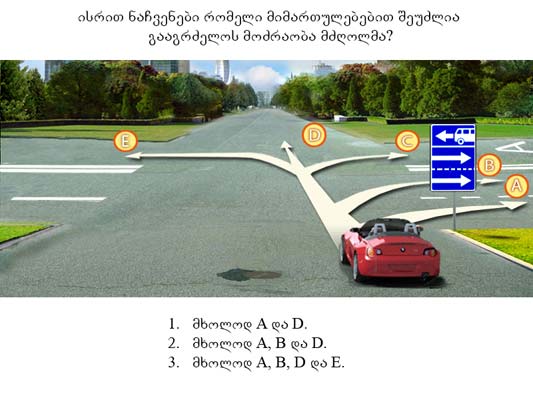 ისრით ნაჩვენები რომელი მიმართულებებით შეუძლია
გააგრძელოს მოძრაობა მძღოლმა?
E
D
C
B
A
A
1. მხოლოდ A და D.
2. მხოლოდ A, B და D.
3. მხოლოდ A, B, D და E.